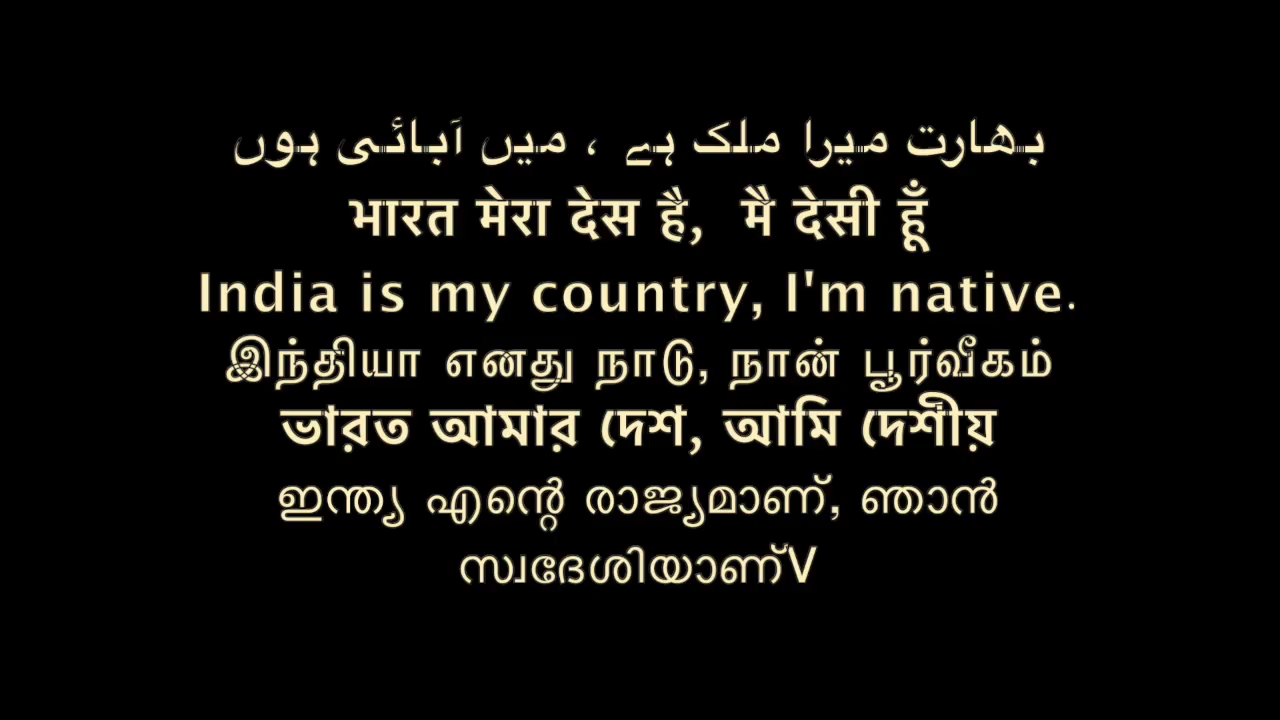 بھارت میرا ملک ہے ، میں آبائی ہوں
भारत मेरा देस है, मै देसी हूँ
India is my country, I'm native.
இந்தியா எனது நாடு, நான் பூர்வீகம்
ভারত আমার দেশ, আমি দেশীয়
ഇന്ത്യ എന്റെ രാജ്യമാണ്, ഞാൻ
സ്വദേശിയാണ്V